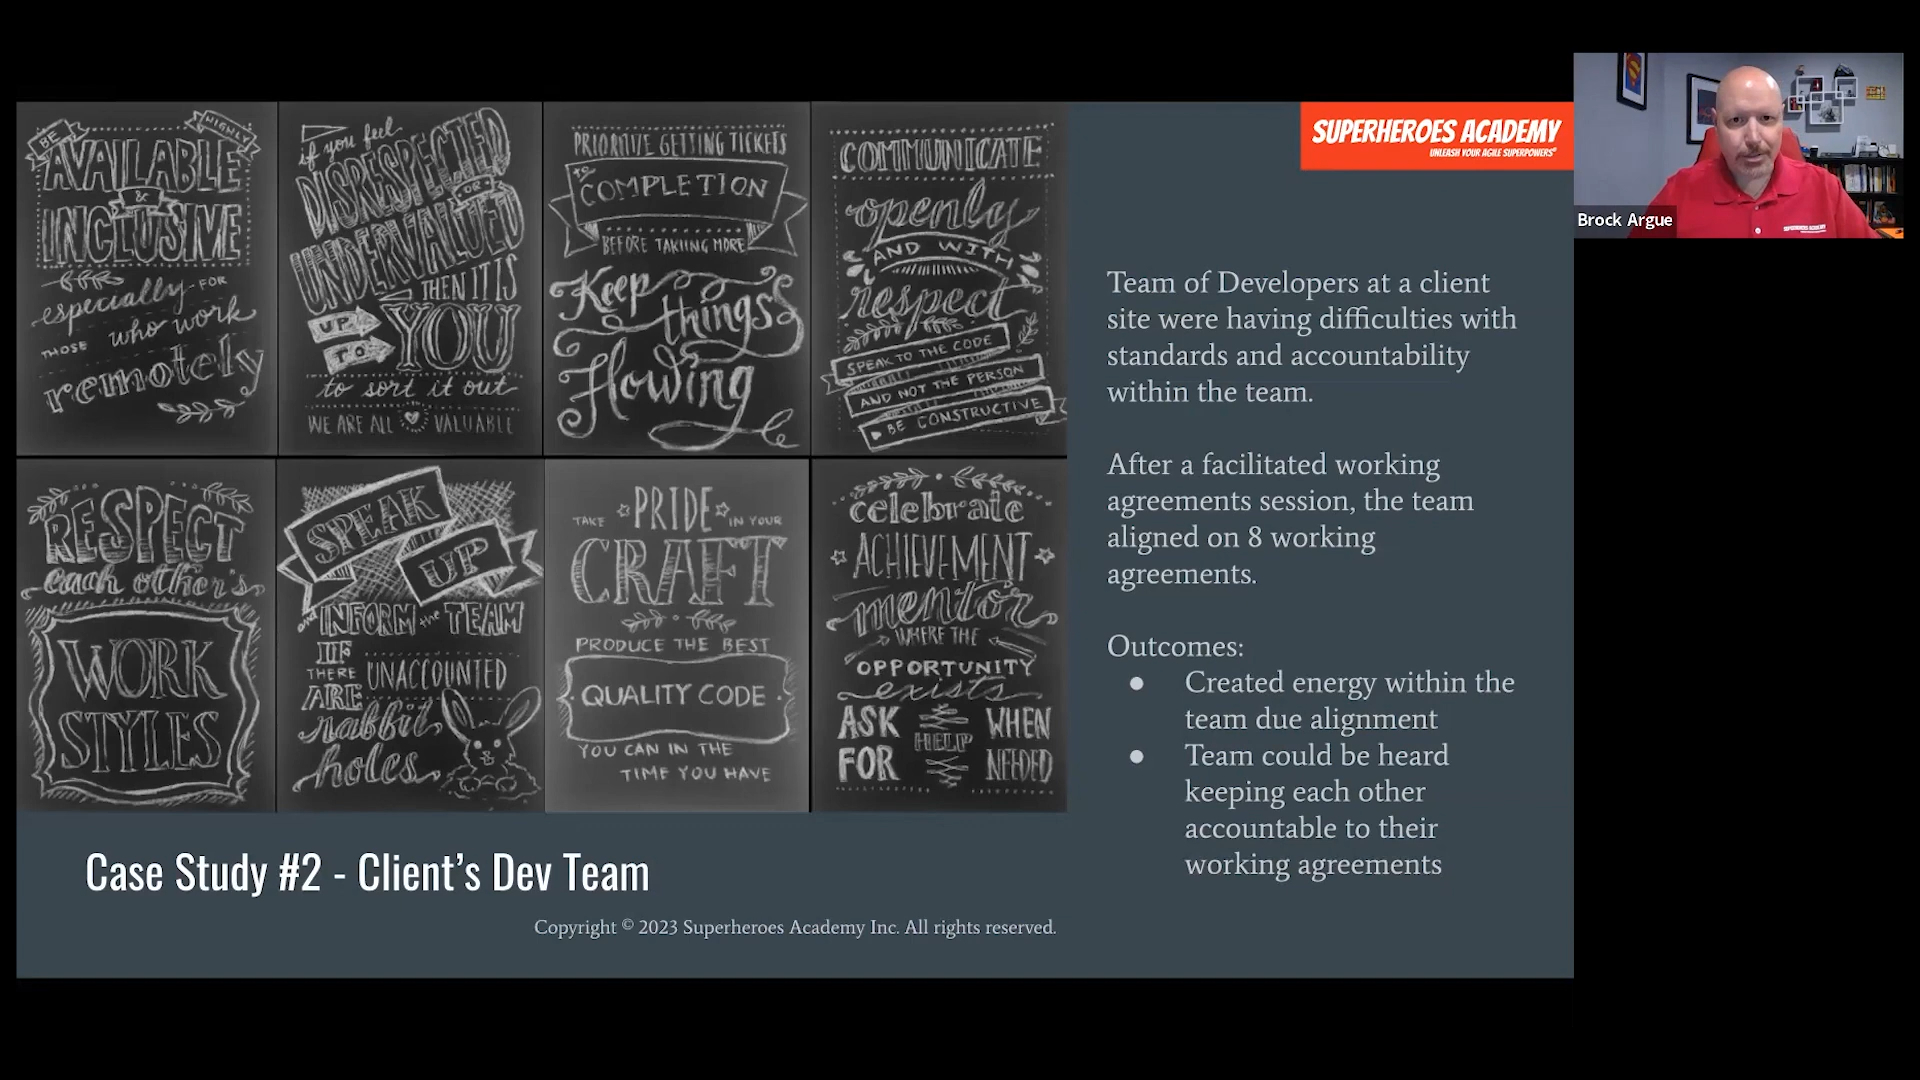 BE HIGHLY
AVAILABLE
&
INCLUSIVE
especially FOR
THOSE who work
remotely
if you feel
DISRESPECTED
OR
UNDERVALUED
THEN IT IS
UP TO YOU
to sort it out
WE ARE ALL VALUABLE
PRIORITIVE GETTING TICKETS
to COMPLETION
BEFORE TAKIING MORE
Keep
things
flowing
COMMUNICATE
openly
AND WITH
respect
SPEAK TO THE CODE
AND NOT THE PERSON
BE CONSTRUCTIVE
RESPECT
each other's
WORK
STYLES
SPEAK
UP
and INFORM the TEAM
IF
THERE UNACCOUNTED
ARE
rabbit
holes
TAKE PRIDE IN YOUR
CRAFT
PRODUCE THE BEST
QUALITY CODE
YOU CAN IN THE
TIME YOU HAVE
celebrate
ACHIEVEMENT
mentor
WHERE THE
OPPORTUNITY
exists
ASK HELP WHEN
FOR NEEDED
SUPERHEROES ACADEMY
UNLEASH YOUR AGILE SUPERPOWERS®
Team of Developers at a client
site were having difficulties with
standards and accountability
within the team.
After a facilitated working
agreements session, the team
aligned on 8 working
agreements.
Outcomes:
● Created energy within the
team due alignment
● Team could be heard
keeping each other
accountable to their
working agreements
Case Study #2 - Client’s Dev Team
Copyright © 2023 Superheroes Academy Inc. All rights reserved.
Brock Argue
SUPERHEROES ACADEMY